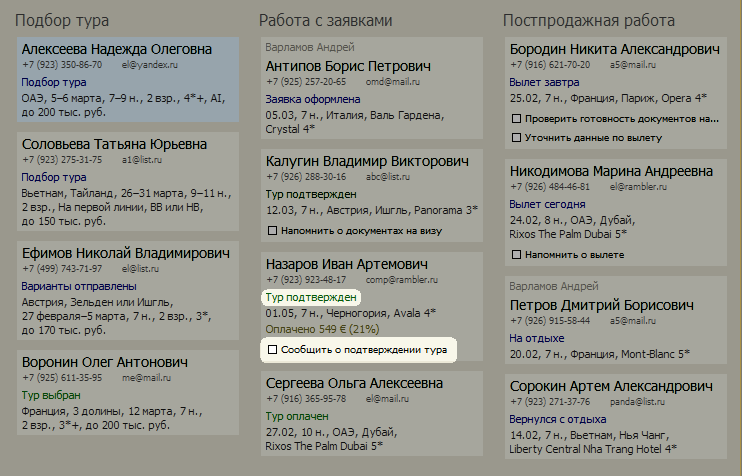 Подбор тура
Алексеева Надежда Олеговна
+7 (923) 350-86-70 el@yandex.ru
Подбор тура
ОАЭ, 5–6 марта, 7–9 н., 2 взр., 4*+, AI,
до 200 тыс. руб.
Соловьева Татьяна Юрьевна
+7 (923) 275-31-75 a1@list.ru
Подбор тура
Вьетнам, Тайланд, 26–31 марта, 9–11 н.,
2 взр., На первой линии, BB или HB,
до 150 тыс. руб.
Ефимов Николай Владимирович
+7 (499) 743-71-97 el@list.ru
Варианты отправлены
Австрия, Зельден или Ишгль,
27 февраля–5 марта, 7 н., 2 взр., 3*,
до 170 тыс. руб.
Воронин Олег Антонович
+7 (925) 611-35-95 me@mail.ru
Тур выбран
Франция, 3 долины, 12 марта, 7 н.,
2 взр., 3*+, до 200 тыс. руб.
Работа с заявками
Варламов Андрей
Антипов Борис Петрович
+7 (925) 257-20-65 omd@mail.ru
Заявка оформлена
05.03, 7 н., Италия, Валь Гардена,
Crystal 4*
Калугин Владимир Викторович
+7 (926) 288-30-16 abc@list.ru
Тур подтвержден
12.03, 7 н., Австрия, Ишгль, Panorama 3*
Напомнить о документах на визу
Назаров Иван Артемович
+7 (923) 923-48-17 comp@rambler.ru
Тур подтвержден
01.05, 7 н., Черногория, Avala 4*
Оплачено 549 € (21%)
Сообщить о подтверждении тура
Сергеева Ольга Алексеевна
+7 (916) 365-95-78 el@mail.ru
Тур оплачен
27.02, 10 н., ОАЭ, Дубай,
Rixos The Palm Dubai 5*
Постпродажная работа
Бородин Никита Александрович
+7 (916) 621-70-20 a5@mail.ru
Вылет завтра
25.02, 7 н., Франция, Париж, Opera 4*
Проверить готовность документов на...
Уточнить данные по вылету
Никодимова Марина Андреевна
+7 (926) 484-46-81 el@rambler.ru
Вылет сегодня
24.02, 8 н., ОАЭ, Дубай,
Rixos The Palm Dubai 5*
Напомнить о вылете
Варламов Андрей
Петров Дмитрий Борисович
+7 (926) 915-58-44 a5@mail.ru
На отдыхе
20.02, 7 н., Франция, Mont-Blanc 5*
Сорокин Артем Александрович
+7 (923) 271-37-76 panda@list.ru
Вернулся с отдыха
14.02, 7 н., Вьетнам, Нья Чанг,
Liberty Central Nha Trang Hotel 4*